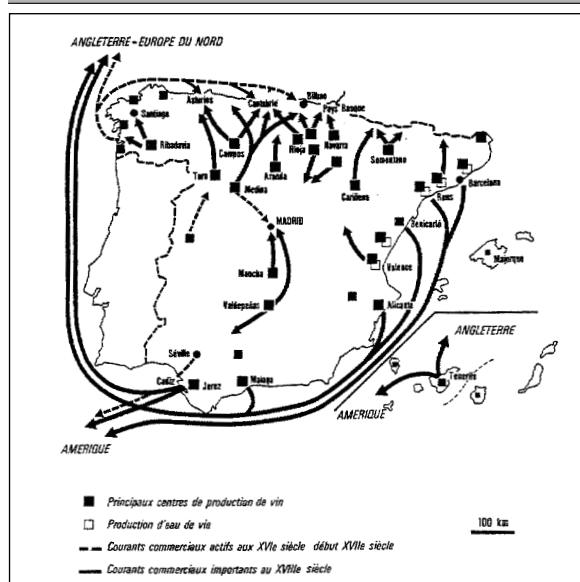 ANGLETERRE - EUROPE DU NORD
Bilbao
Asturies
Cantabrie
Pays Basque
Santiago
Ribadavia
Campos
Rioja
Navarra
Somontano
Toro
Medina
Aranda
Cariñena
Reus
Barcelona
MADRID
Benicarló
Mancha
Valence
Majorque
Valdepeñas
Alicante
ANGLETERRE
Séville
Tenerife
Cadiz
Jerez
Malaga
AMERIQUE
AMERIQUE
Principaux centres de production de vin
Production d'eau de vie
Courants commerciaux actifs aux XVIe siècle début XVIIe siècle
100 km
Courants commerciaux importants au XVIIIe siècle